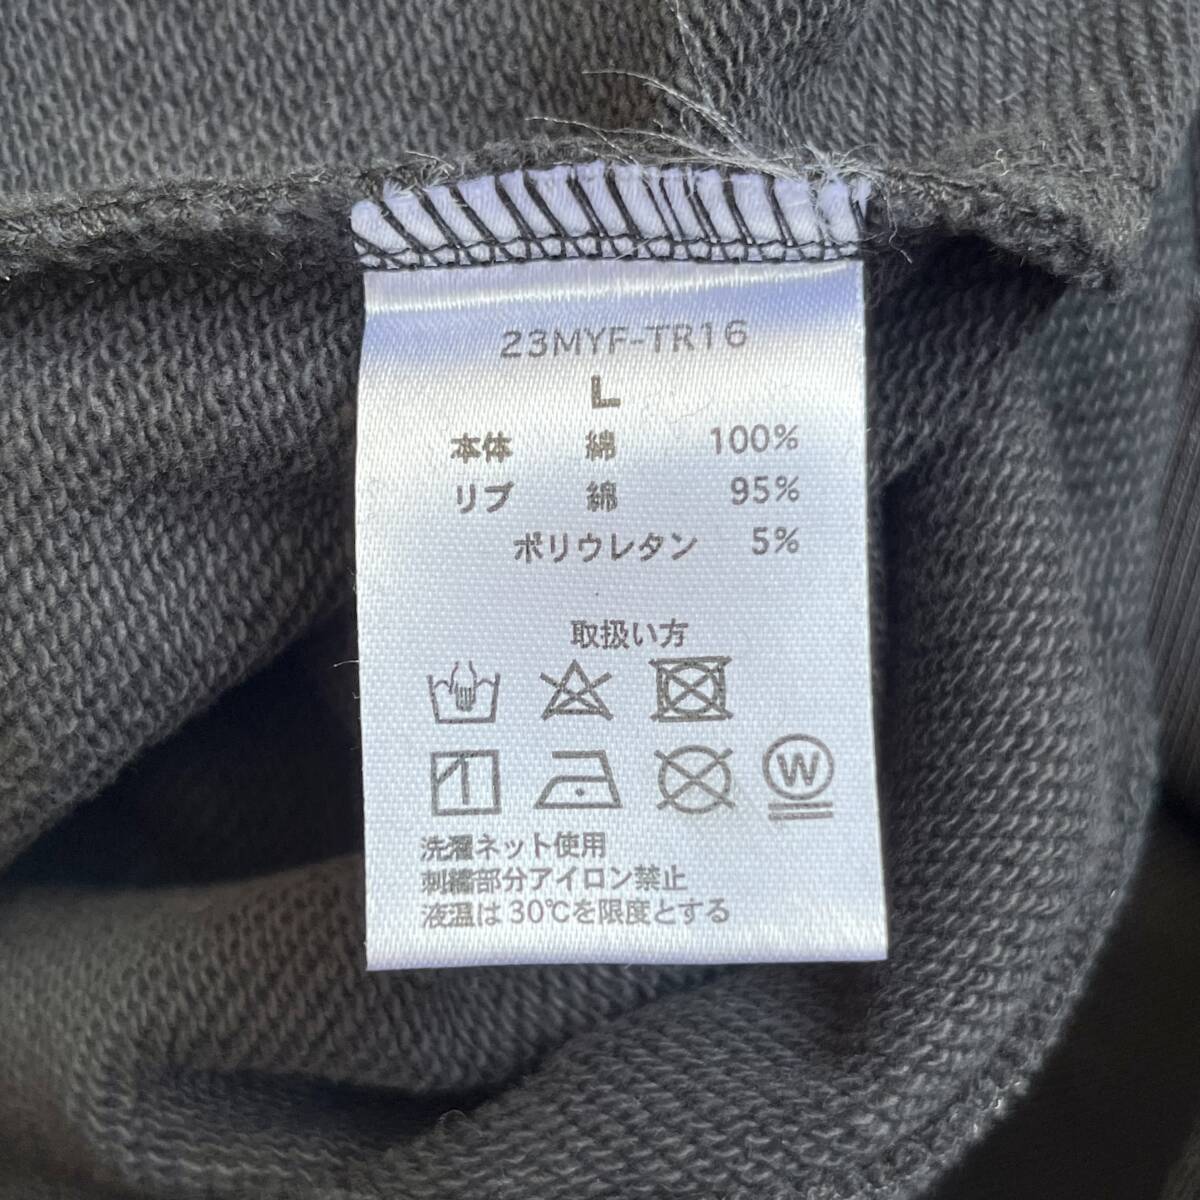 23MYF-TR16
L
本体 綿 100%
リブ 綿 95%
ポリウレタン 5%
取扱い方
W
洗濯ネット使用
刺繍部分アイロン禁止
液温は30℃を限度とする